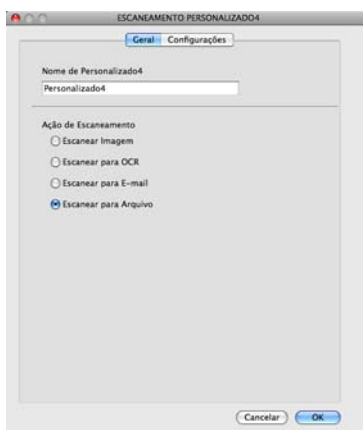 ESCANEAMENTO PERSONALIZADO4
Geral Configurações
Nome de Personalizado4
Personalizado4
Ação de Escaneamento
Escanear Imagem
Escanear para OCR
Escanear para E-mail
Escanear para Arquivo
Cancelar OK